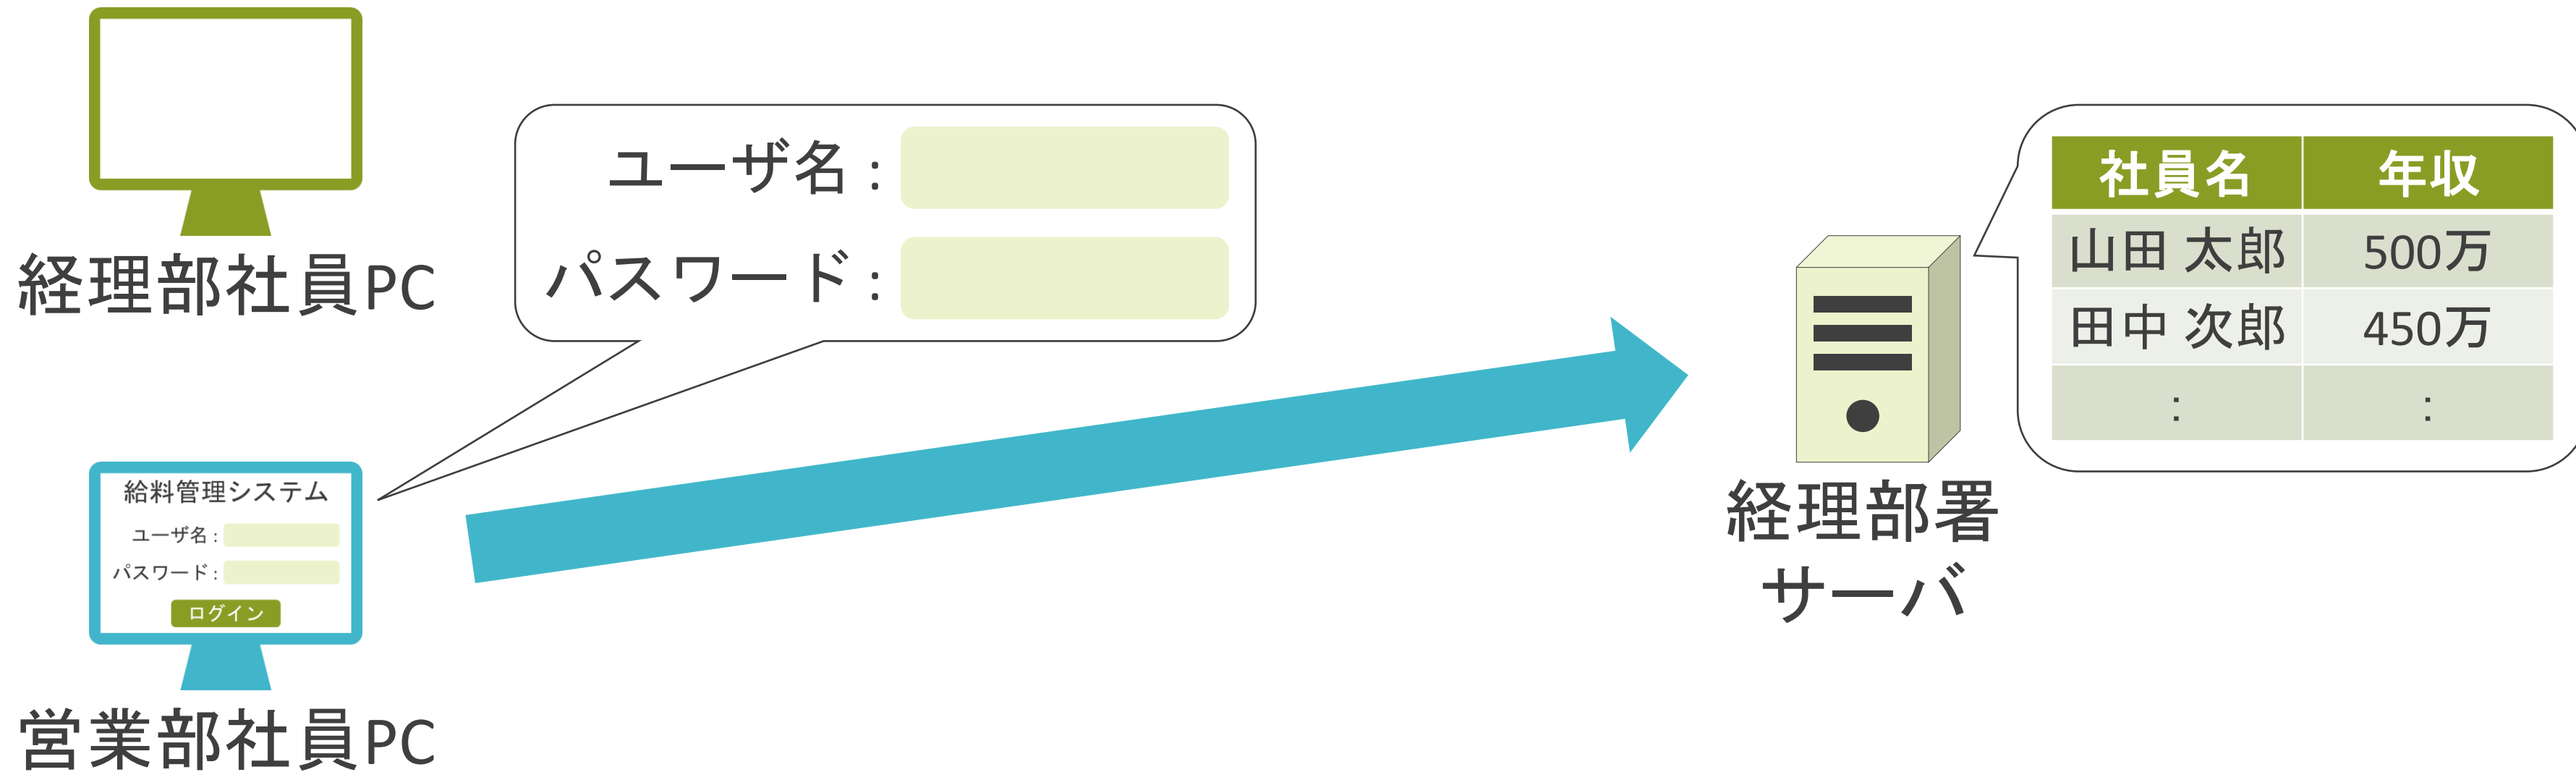 経理部社員PC
ユーザ名 :
パスワード :
社員名 年収
山田 太郎 500万
田中 次郎 450万
: :
給料管理システム
ユーザ名 :
パスワード :
ログイン
営業部社員PC
経理部署
サーバ